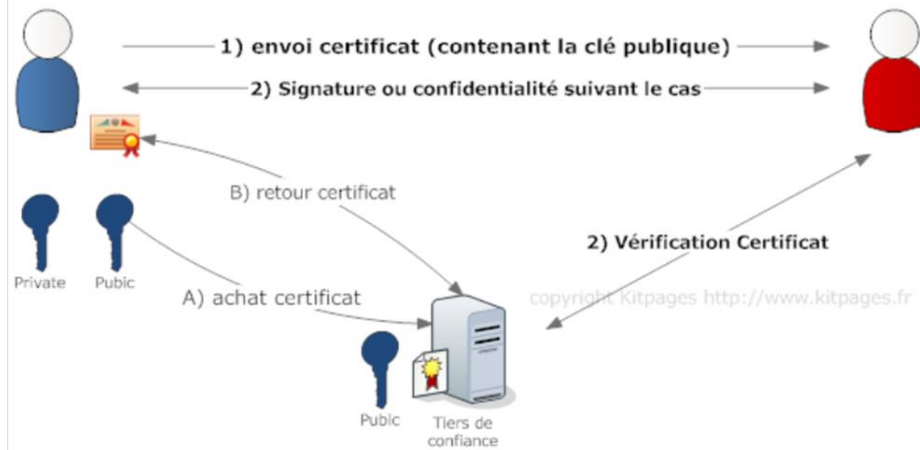 1) envoi certificat (contenant la clé publique)
2) Signature ou confidentialité suivant le cas
B) retour certificat
Private
Pubic
2) Vérification Certificat
A) achat certificat
copyright Kitpages http://www.kitpages.fr
Pubic
Tiers de
confiance